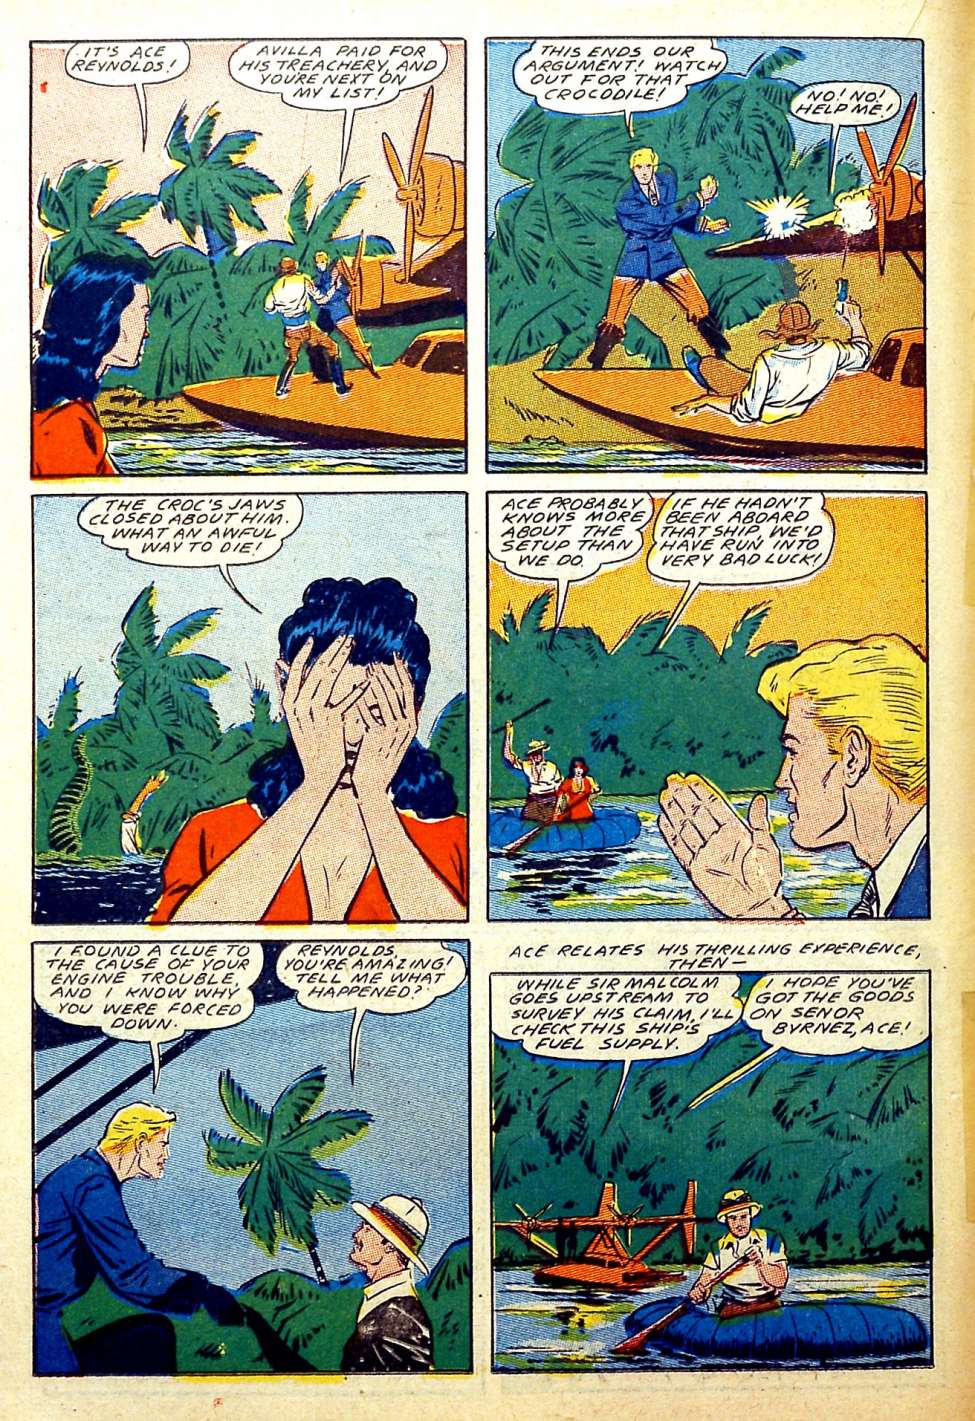 IT'S ACE
REYNOLDS!
AVILLA PAID FOR
HIS TREACHERY, AND
YOU'RE NEXT ON
MY LIST!
THIS ENDS OUR
ARGUMENT! WATCH
OUT FOR THAT
CROCODILE!
NO! NO!
HELP ME!
THE CROC'S JAWS
CLOSED ABOUT HIM.
WHAT AN AWFUL
WAY TO DIE!
ACE PROBABLY
KNOWS MORE
ABOUT THE
SETUP THAN
WE DO.
IF HE HADN'T
BEEN ABOARD
THAT SHIP, WE'D
HAVE RUN INTO
VERY BAD LUCK!
I FOUND A CLUE TO
THE CAUSE OF YOUR
ENGINE TROUBLE,
AND I KNOW WHY
YOU WERE FORCED
DOWN.
REYNOLDS,
YOU'RE AMAZING!
TELL ME WHAT
HAPPENED?
ACE RELATES HIS THRILLING EXPERIENCE,
THEN—
WHILE SIR MALCOLM
GOES UPSTREAM TO
SURVEY HIS CLAIM, I'LL
CHECK THIS SHIP'S
FUEL SUPPLY.
I HOPE YOU'VE
GOT THE GOODS
ON SENOR
BYRNEZ, ACE!